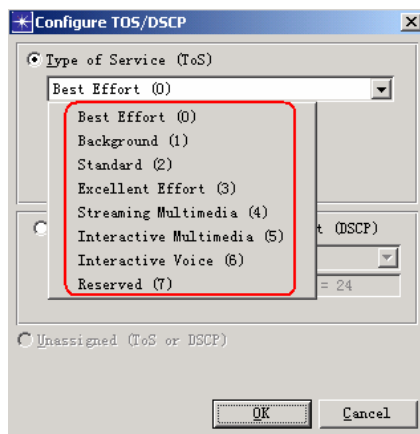 Configure TOS/DSCP
Type of Service (ToS)
Best Effort (0)
Best Effort (0)
Background (1)
Standard (2)
Excellent Effort (3)
Streaming Multimedia (4)
Interactive Multimedia (5)
Interactive Voice (6)
Reserved (7)
(DSCP)
= 24
Unassigned (ToS or DSCP)
OK
Cancel